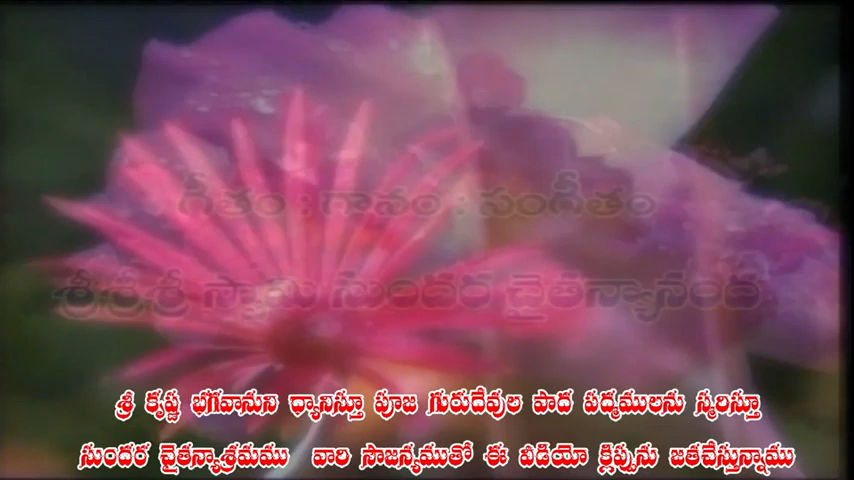 గీతం : గానం : సంగీతం
శ్రీ శ్రీ శ్రీ స్వామి సుందర చైతన్యానంద
శ్రీ కృష్ణ భగవానుని ధ్యానిస్తూ పూజ గురుదేవుల పాద పద్మములను స్మరిస్తూ
సుందర చైతన్యాశ్రమము వారి సౌజన్యముతో ఈ విడియో క్లిప్పును జతచేస్తున్నాము